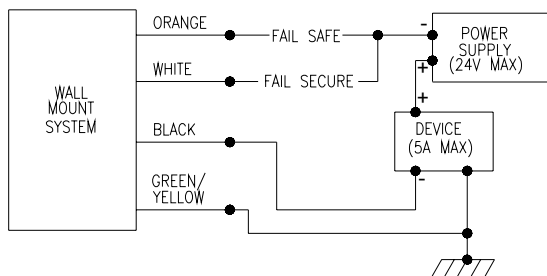 ORANGE
FAIL SAFE
-
POWER
SUPPLY
(24V MAX)
WHITE
FAIL SECURE
+
WALL
MOUNT
SYSTEM
+
BLACK
DEVICE
(5A MAX)
GREEN/
YELLOW
-